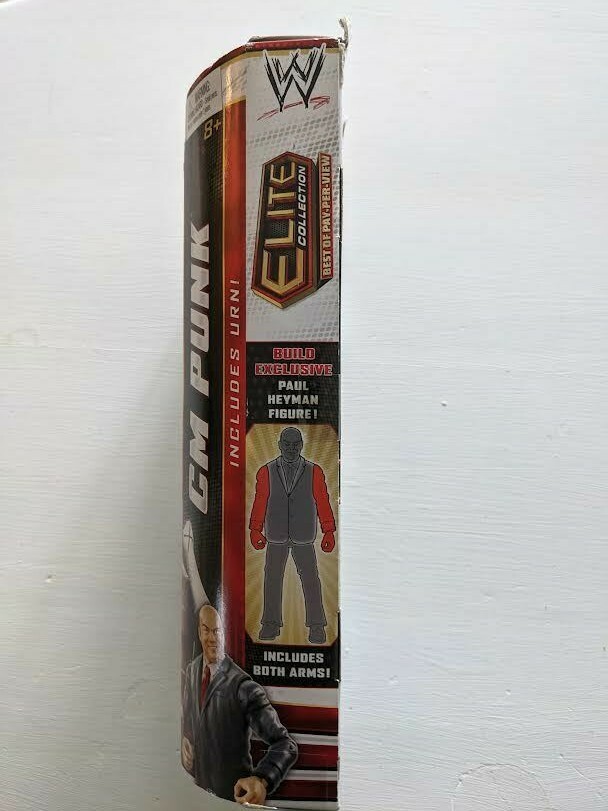 8+
CM PUNK
INCLUDES URN!
W
ELITE
COLLECTION
BEST OF PAY-PER-VIEW
BUILD
EXCLUSIVE
PAUL
HEYMAN
FIGURE!
INCLUDES
BOTH ARMS!